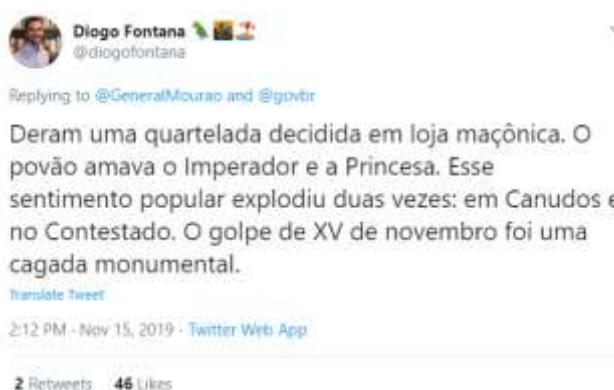 Diogo Fontana
@diogofontana
Replying to @GeneralMourao and @govbr
Deram uma quartelada decidida em loja maçônica. O
povão amava o Imperador e a Princesa. Esse
sentimento popular explodiu duas vezes: em Canudos e
no Contestado. O golpe de XV de novembro foi uma
cagada monumental.
Translate Tweet
2:12 PM - Nov 15, 2019 - Twitter Web App
2 Retweets 46 Likes